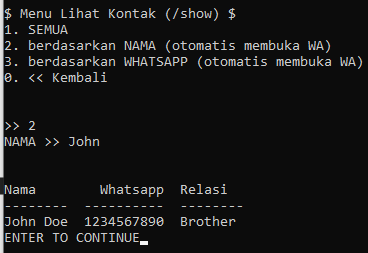 $ Menu Lihat Kontak (/show) $
1. SEMUA
2. berdasarkan NAMA (otomatis membuka WA)
3. berdasarkan WHATSAPP (otomatis membuka WA)
0. << Kembali
>> 2
NAMA >> John
Nama Whatsapp Relasi
-------- ---------- --------
John Doe 1234567890 Brother
ENTER TO CONTINUE